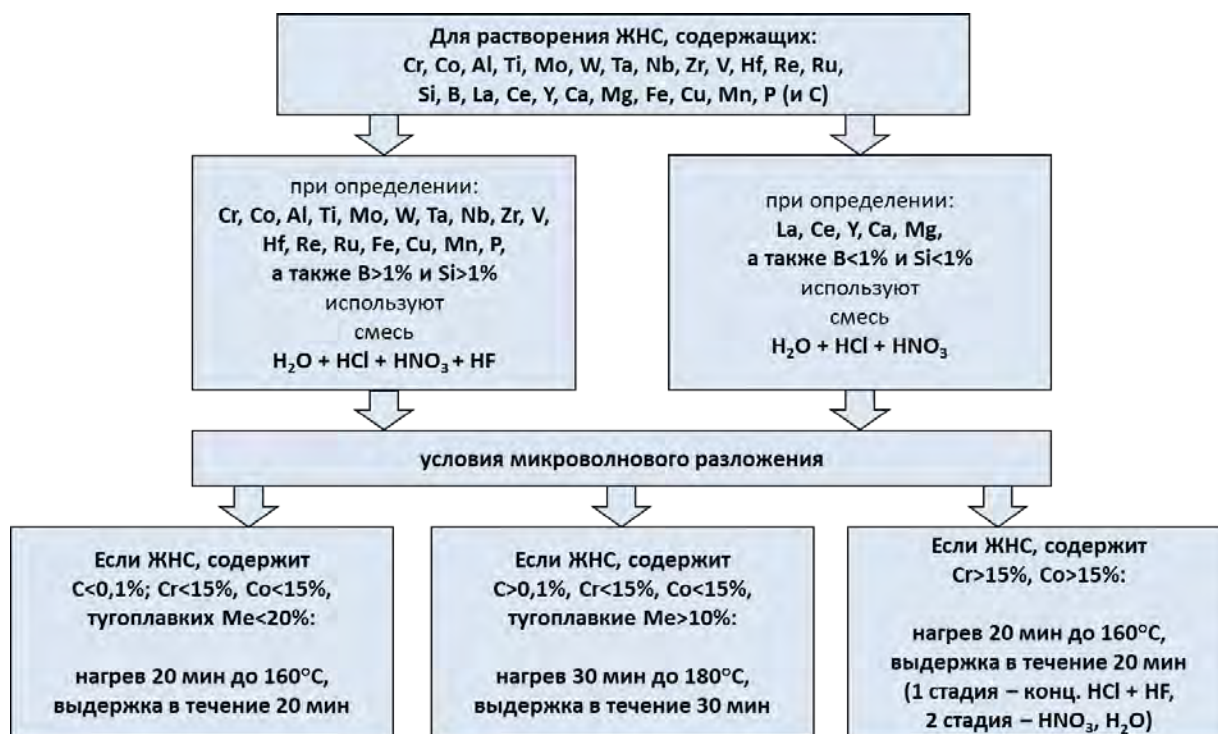 Для растворения ЖНС, содержащих:
Cr, Co, Al, Ti, Mo, W, Ta, Nb, Zr, V, Hf, Re, Ru,
Si, B, La, Ce, Y, Ca, Mg, Fe, Cu, Mn, P (и С)
при определении:
Cr, Co, Al, Ti, Mo, W, Ta, Nb, Zr, V,
Hf, Re, Ru, Fe, Cu, Mn, P,
а также B>1% и Si>1%
используют
смесь
H₂O + HCl + HNO₃ + HF
при определении:
La, Ce, Y, Ca, Mg,
а также B<1% и Si<1%
используют
смесь
H₂O + HCl + HNO₃
условия микроволнового разложения
Если ЖНС, содержит
C<0,1%; Cr<15%, Co<15%,
тугоплавких Me<20%:
нагрев 20 мин до 160°C,
выдержка в течение 20 мин
Если ЖНС, содержит
C>0,1%, Cr<15%, Co<15%,
тугоплавкие Me>10%:
нагрев 30 мин до 180°C,
выдержка в течение 30 мин
Если ЖНС, содержит
Cr>15%, Co>15%:
нагрев 20 мин до 160°C,
выдержка в течение 20 мин
(1 стадия – конц. HCl + HF,
2 стадия – HNO₃, H₂O)